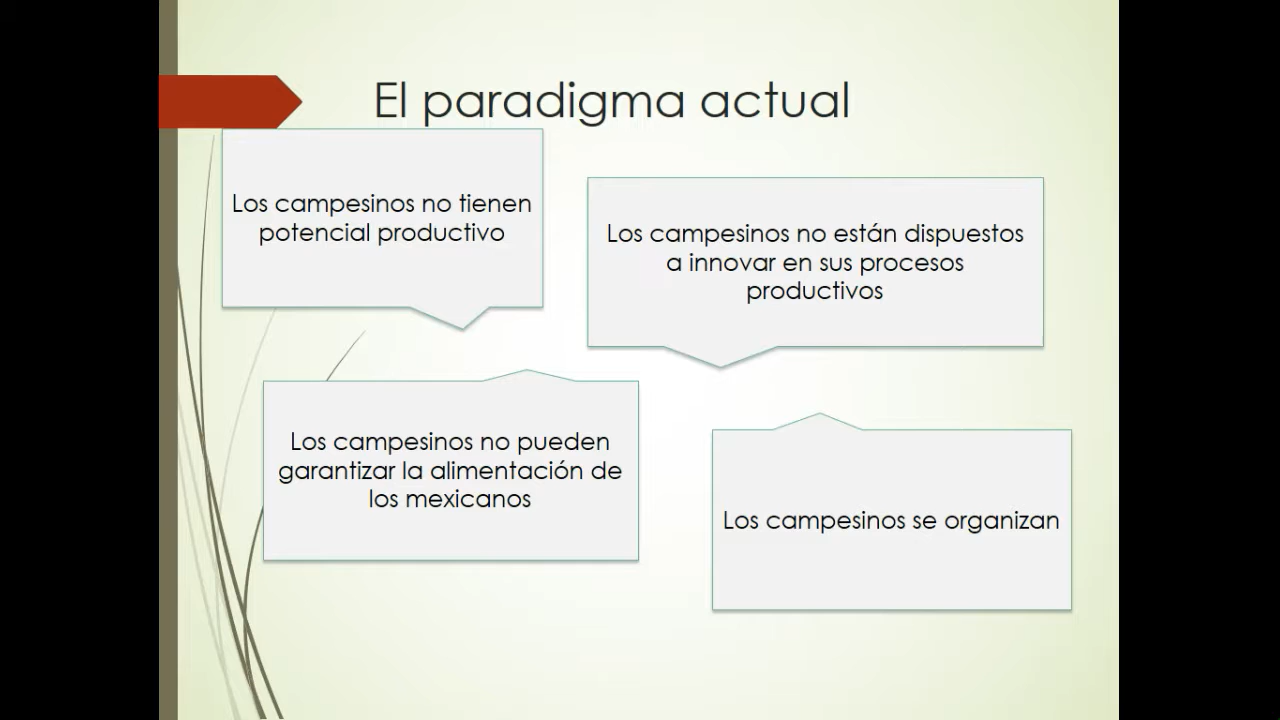 El paradigma actual
Los campesinos no tienen
potencial productivo
Los campesinos no están dispuestos
a innovar en sus procesos
productivos
Los campesinos no pueden
garantizar la alimentación de
los mexicanos
Los campesinos se organizan